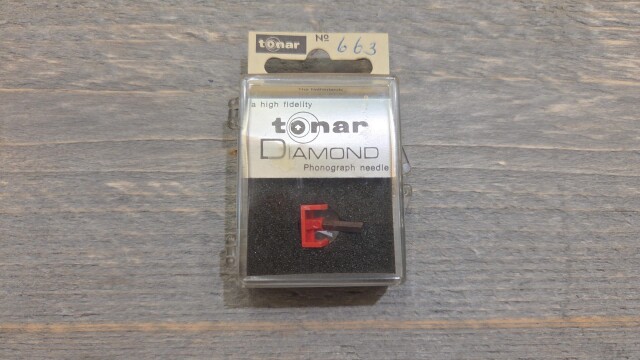 tonar
Nº 663
a high fidelity
tonar
DIAMOND
Phonograph needle